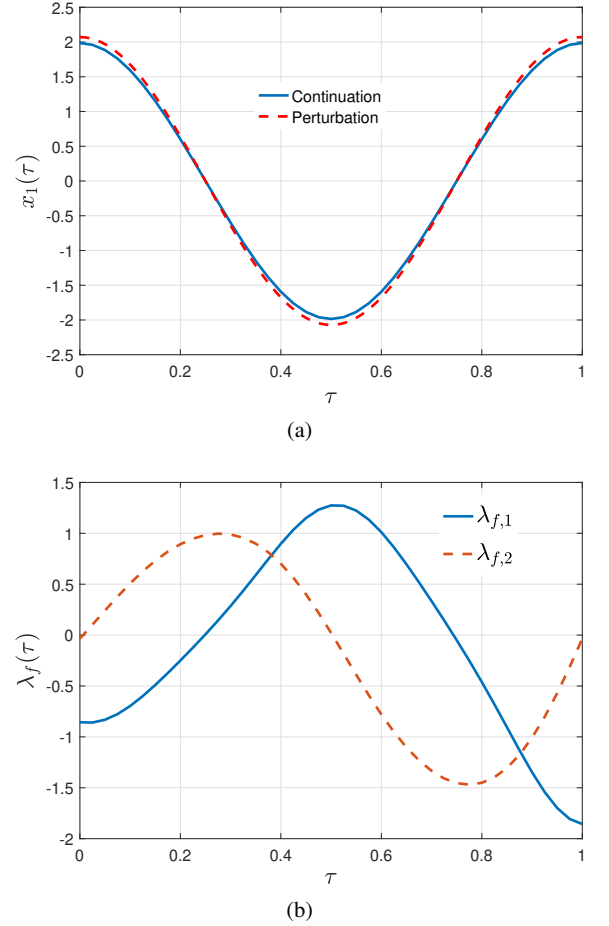 2.5
2
1.5
1
0.5
0
-0.5
-1
-1.5
-2
-2.5
x₁(τ)
Continuation
Perturbation
0 0.2 0.4 0.6 0.8 1
τ
(a)
1.5
1
0.5
0
-0.5
-1
-1.5
-2
λ_f(τ)
λ_{f,1}
λ_{f,2}
0 0.2 0.4 0.6 0.8 1
τ
(b)